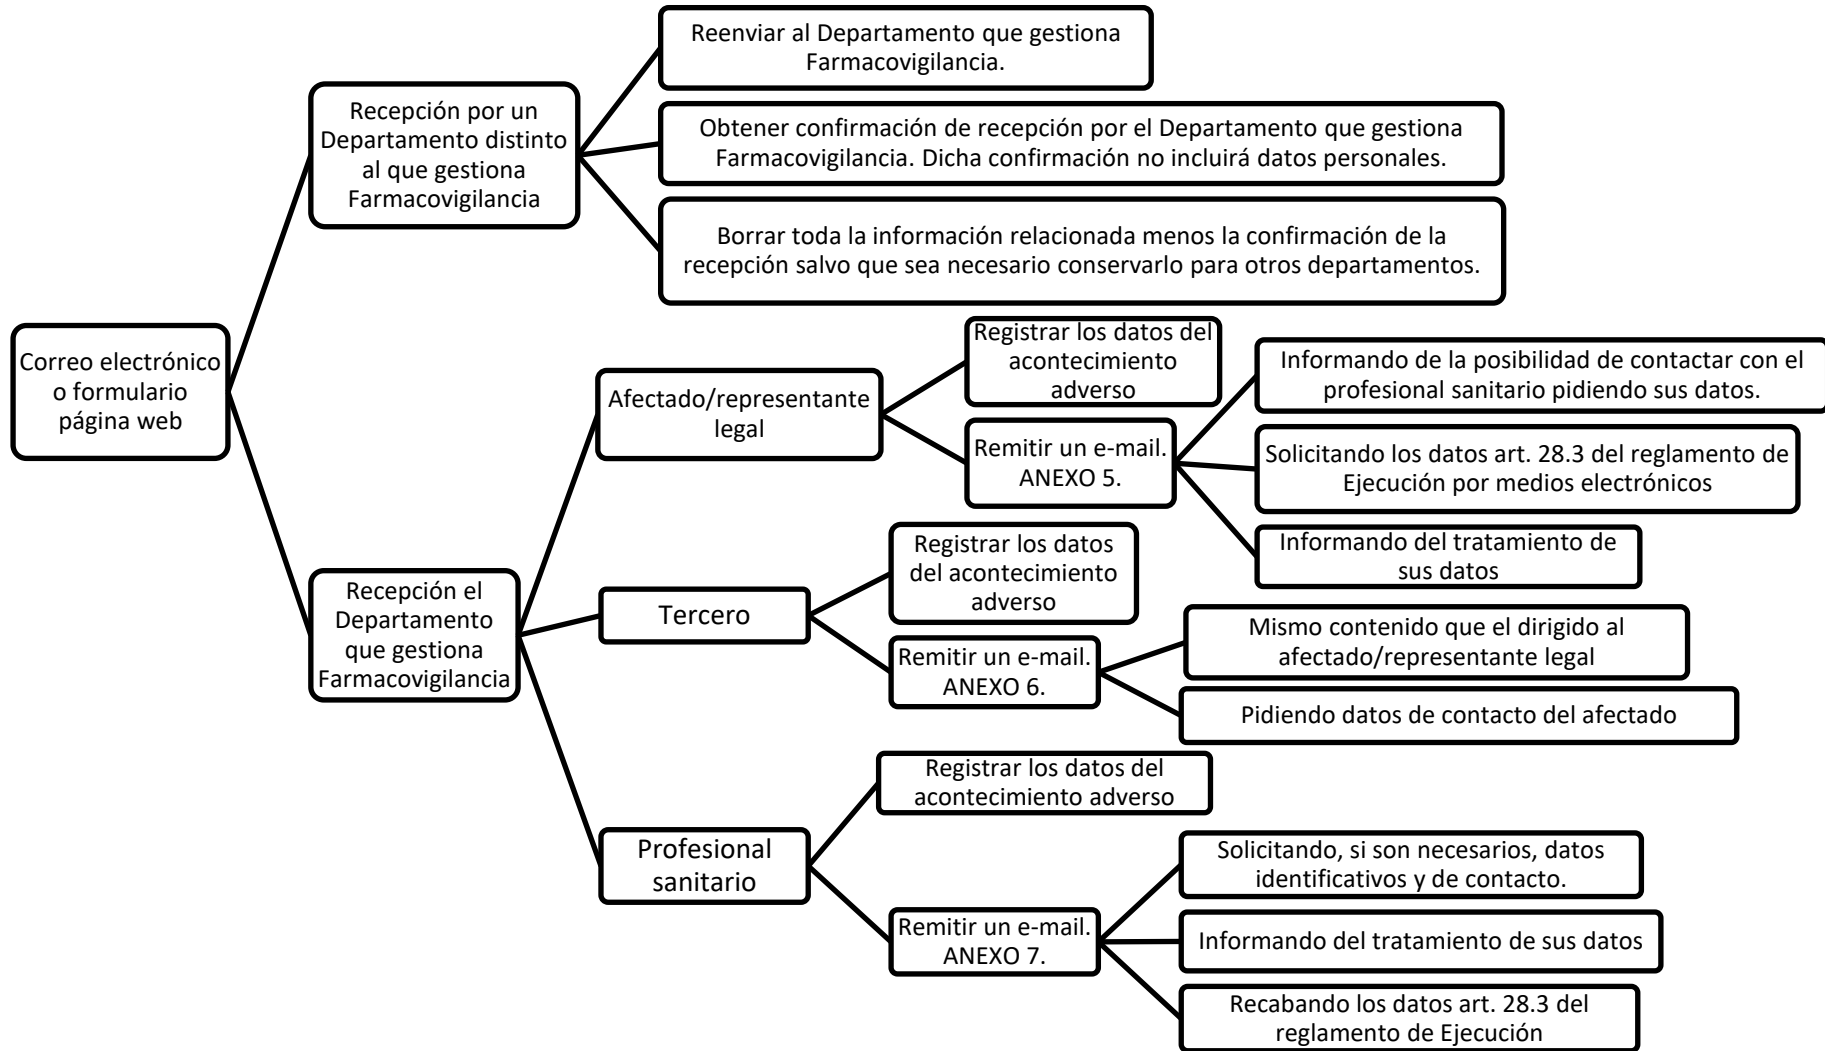 Correo electrónico
o formulario
página web
Recepción por un
Departamento distinto
al que gestiona
Farmacovigilancia
Reenviar al Departamento que gestiona
Farmacovigilancia.
Obtener confirmación de recepción por el Departamento que gestiona
Farmacovigilancia. Dicha confirmación no incluirá datos personales.
Borrar toda la información relacionada menos la confirmación de la
recepción salvo que sea necesario conservarlo para otros departamentos.
Recepción el
Departamento
que gestiona
Farmacovigilancia
Afectado/representante
legal
Registrar los datos del
acontecimiento
adverso
Remitir un e-mail.
ANEXO 5.
Informando de la posibilidad de contactar con el
profesional sanitario pidiendo sus datos.
Solicitando los datos art. 28.3 del reglamento de
Ejecución por medios electrónicos
Informando del tratamiento de
sus datos
Tercero
Registrar los datos
del acontecimiento
adverso
Remitir un e-mail.
ANEXO 6.
Mismo contenido que el dirigido al
afectado/representante legal
Pidiendo datos de contacto del afectado
Profesional
sanitario
Registrar los datos del
acontecimiento adverso
Remitir un e-mail.
ANEXO 7.
Solicitando, si son necesarios, datos
identificativos y de contacto.
Informando del tratamiento de sus datos
Recabando los datos art. 28.3 del
reglamento de Ejecución